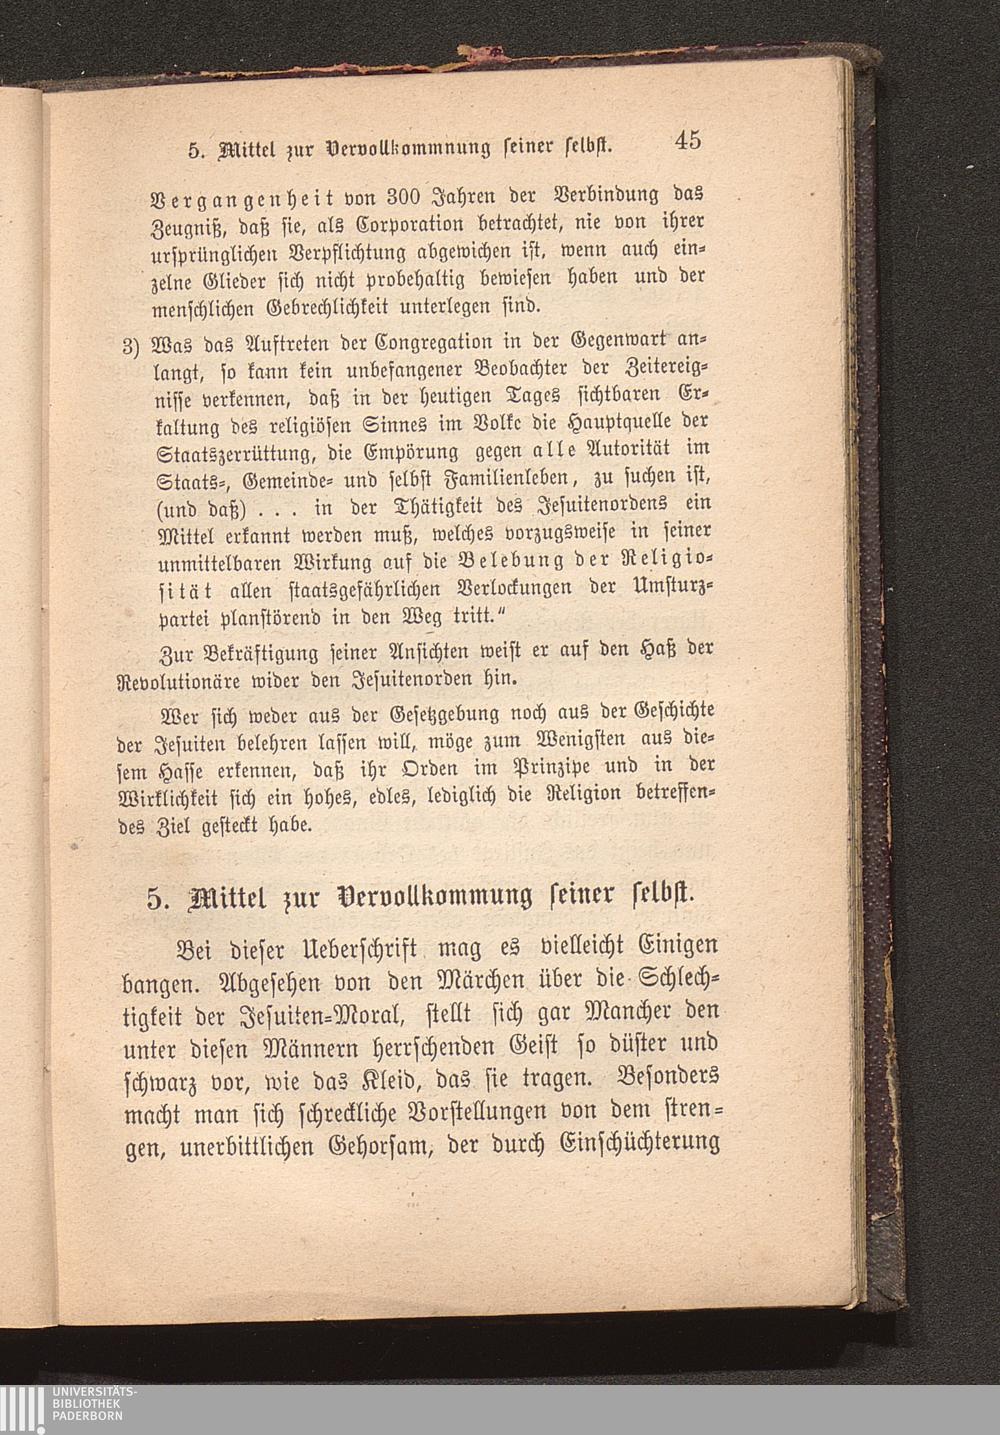 5. Mittel zur Vervollkommnung seiner selbst. 45
Vergangenheit von 300 Jahren der Verbindung das
Zeugniß, daß sie, als Corporation betrachtet, nie von ihrer
ursprünglichen Verpflichtung abgewichen ist, wenn auch ein-
zelne Glieder sich nicht probehaltig bewiesen haben und der
menschlichen Gebrechlichkeit unterlegen sind.
3) Was das Auftreten der Congregation in der Gegenwart an-
langt, so kann kein unbefangener Beobachter der Zeitereig-
nisse verkennen, daß in der heutigen Tages sichtbaren Er-
kaltung des religiösen Sinnes im Volke die Hauptquelle der
Staatszerrüttung, die Empörung gegen alle Autorität im
Staats-, Gemeinde- und selbst Familienleben, zu suchen ist,
(und daß) . . . in der Thätigkeit des Jesuitenordens ein
Mittel erkannt werden muß, welches vorzugsweise in seiner
unmittelbaren Wirkung auf die Belebung der Religio-
sität allen staatsgefährlichen Verlockungen der Umsturz-
partei planstörend in den Weg tritt."
Zur Bekräftigung seiner Ansichten weist er auf den Haß der
Revolutionäre wider den Jesuitenorden hin.
Wer sich weder aus der Gesetzgebung noch aus der Geschichte
der Jesuiten belehren lassen will, möge zum Wenigsten aus die-
sem Hasse erkennen, daß ihr Orden im Prinzipe und in der
Wirklichkeit sich ein hohes, edles, lediglich die Religion betreffen-
des Ziel gesteckt habe.
5. Mittel zur Vervollkommung seiner selbst.
Bei dieser Ueberschrift mag es vielleicht Einigen
bangen. Abgesehen von den Märchen über die Schlech-
tigkeit der Jesuiten-Moral, stellt sich gar Mancher den
unter diesen Männern herrschenden Geist so düster und
schwarz vor, wie das Kleid, das sie tragen. Besonders
macht man sich schreckliche Vorstellungen von dem stren-
gen, unerbittlichen Gehorsam, der durch Einschüchterung
UNIVERSITÄTS-
BIBLIOTHEK
PADERBORN